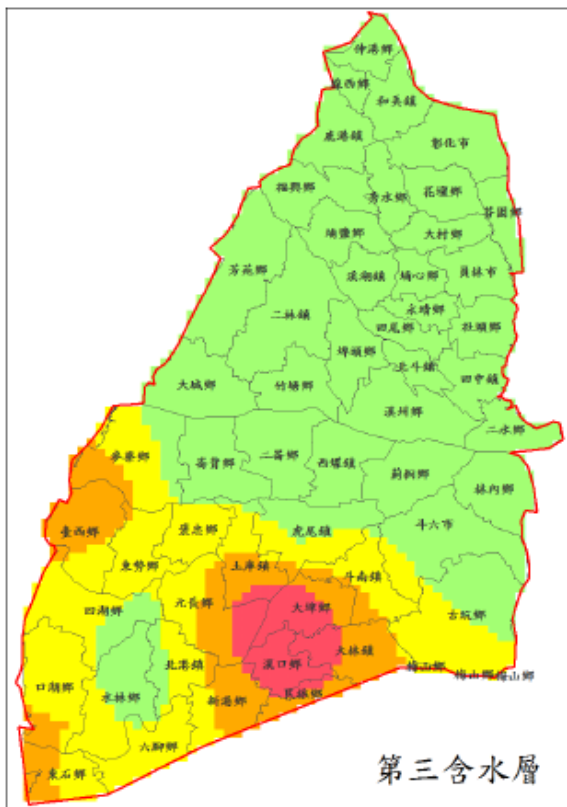 伸港鄉
線西鄉
和美鎮
鹿港鎮
彰化市
福興鄉
秀水鄉
花壇鄉
芬園鄉
埔鹽鄉
大村鄉
芳苑鄉
溪湖鎮
埔心鄉
員林市
二林鎮
永靖鄉
田尾鄉
社頭鄉
埤頭鄉
北斗鎮
田中鎮
大城鄉
竹塘鄉
溪州鄉
二水鄉
麥寮鄉
崙背鄉
二崙鄉
西螺鎮
莿桐鄉
林內鄉
臺西鄉
褒忠鄉
虎尾鎮
斗六市
東勢鄉
土庫鎮
斗南鎮
四湖鄉
元長鄉
大埤鄉
古坑鄉
口湖鄉
水林鄉
北港鎮
溪口鄉
大林鎮
梅山鄉
梅山鄉
梅山鄉
新港鄉
民雄鄉
六腳鄉
東石鄉
第三含水層